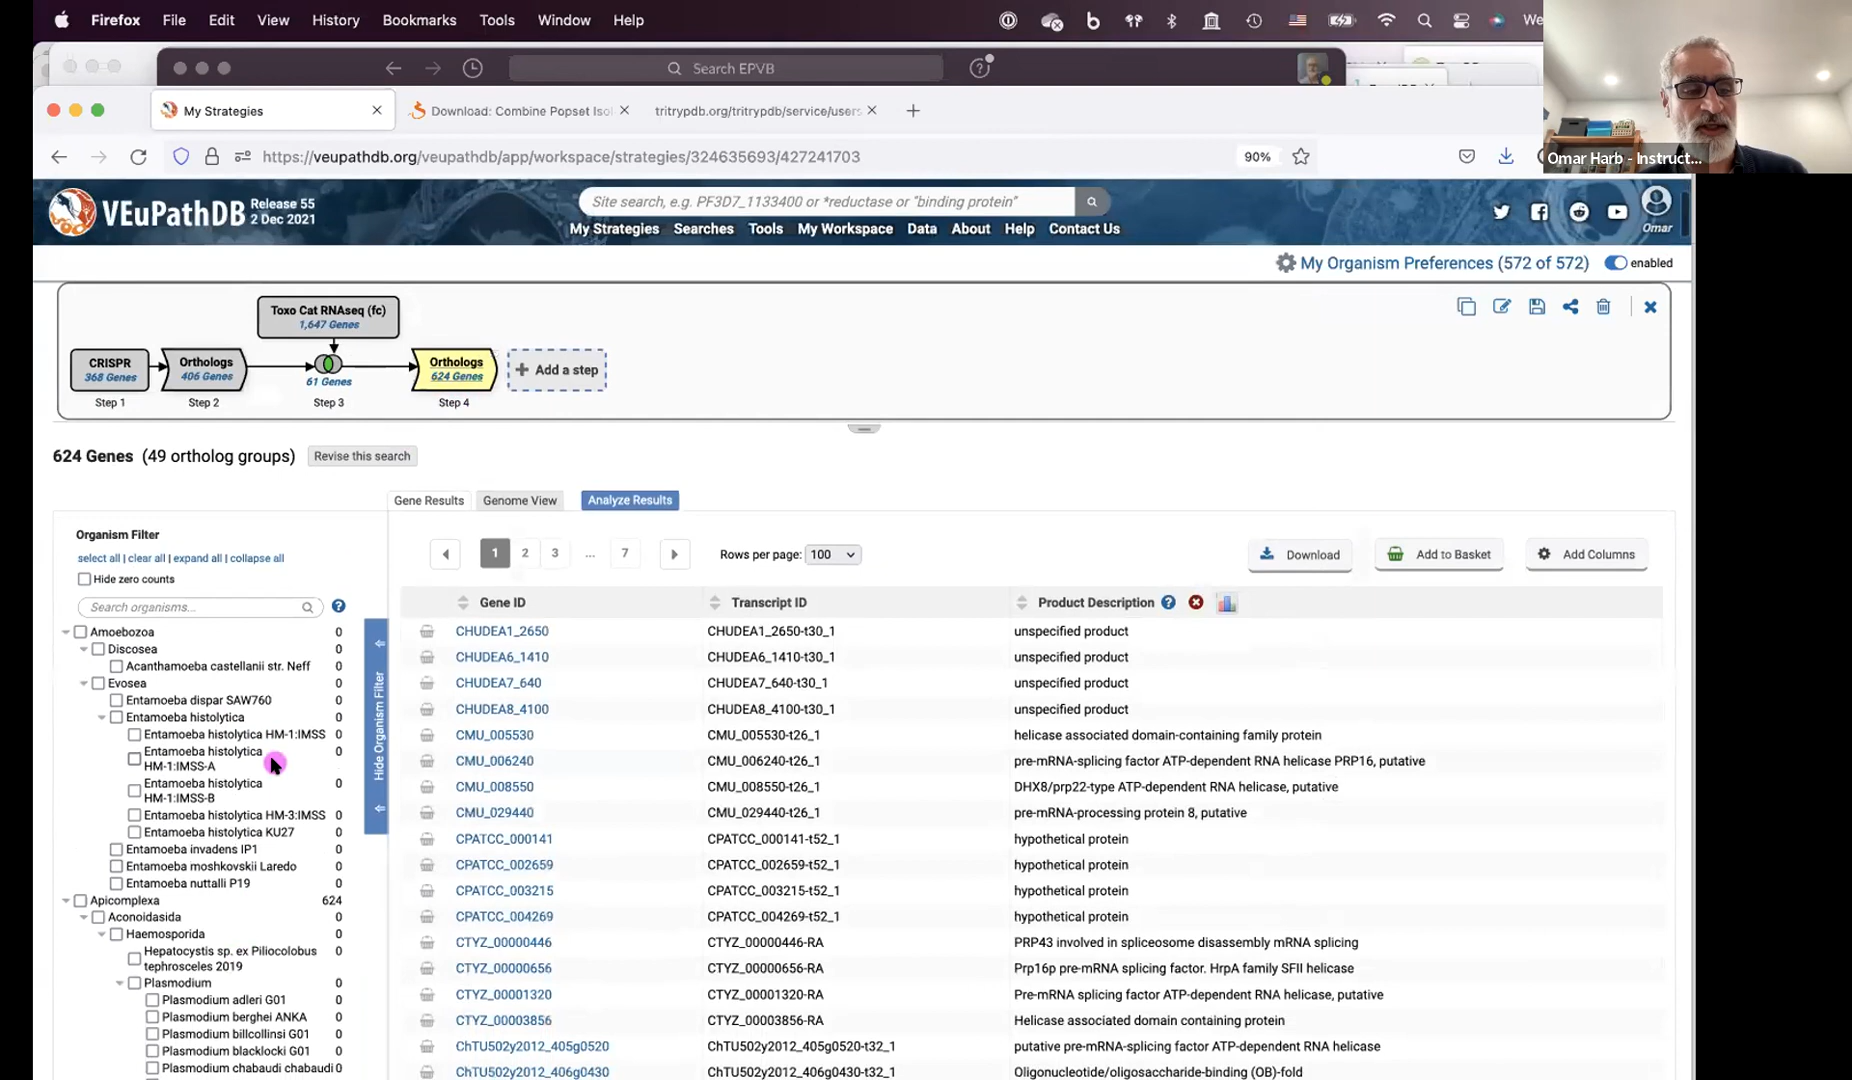 Firefox File Edit View History Bookmarks Tools Window Help We
Search EPVB
My Strategies
Download: Combine Popset Isol
tritrypdb.org/tritrypdb/service/users
https://veupathdb.org/veupathdb/app/workspace/strategies/324635693/427241703
90%
Omar Harb - Instruct...
VEuPathDB
Release 55
2 Dec 2021
Site search, e.g. PF3D7_1133400 or *reductase or "binding protein"
My Strategies Searches Tools My Workspace Data About Help Contact Us
Omar
My Organism Preferences (572 of 572) enabled
Toxo Cat RNAseq (fc)
1,647 Genes
CRISPR
368 Genes
Step 1
Orthologs
406 Genes
Step 2
61 Genes
Step 3
Orthologs
624 Genes
Step 4
+ Add a step
624 Genes (49 ortholog groups) Revise this search
Gene Results Genome View Analyze Results
Organism Filter
select all | clear all | expand all | collapse all
Hide zero counts
Search organisms...
Hide Organism Filter
Amoebozoa 0
Discosea 0
Acanthamoeba castellanii str. Neff 0
Evosea 0
Entamoeba dispar SAW760 0
Entamoeba histolytica 0
Entamoeba histolytica HM-1:IMSS 0
Entamoeba histolytica 0
HM-1:IMSS-A
Entamoeba histolytica 0
HM-1:IMSS-B
Entamoeba histolytica HM-3:IMSS 0
Entamoeba histolytica KU27 0
Entamoeba invadens IP1 0
Entamoeba moshkovskii Laredo 0
Entamoeba nuttalli P19 0
Apicomplexa 624
Aconoidasida 0
Haemosporida 0
Hepatocystis sp. ex Piliocolobus 0
tephrosceles 2019
Plasmodium 0
Plasmodium adleri G01 0
Plasmodium berghei ANKA 0
Plasmodium billcollinsi G01 0
Plasmodium blacklocki G01 0
Plasmodium chabaudi chabaudi 0
1 2 3 ... 7 Rows per page: 100 Download Add to Basket Add Columns
Gene ID Transcript ID Product Description
CHUDEA1_2650 CHUDEA1_2650-t30_1 unspecified product
CHUDEA6_1410 CHUDEA6_1410-t30_1 unspecified product
CHUDEA7_640 CHUDEA7_640-t30_1 unspecified product
CHUDEA8_4100 CHUDEA8_4100-t30_1 unspecified product
CMU_005530 CMU_005530-t26_1 helicase associated domain-containing family protein
CMU_006240 CMU_006240-t26_1 pre-mRNA-splicing factor ATP-dependent RNA helicase PRP16, putative
CMU_008550 CMU_008550-t26_1 DHX8/prp22-type ATP-dependent RNA helicase, putative
CMU_029440 CMU_029440-t26_1 pre-mRNA-processing protein 8, putative
CPATCC_000141 CPATCC_000141-t52_1 hypothetical protein
CPATCC_002659 CPATCC_002659-t52_1 hypothetical protein
CPATCC_003215 CPATCC_003215-t52_1 hypothetical protein
CPATCC_004269 CPATCC_004269-t52_1 hypothetical protein
CTYZ_00000446 CTYZ_00000446-RA PRP43 involved in spliceosome disassembly mRNA splicing
CTYZ_00000656 CTYZ_00000656-RA Prp16p pre-mRNA splicing factor. HrpA family SFII helicase
CTYZ_00001320 CTYZ_00001320-RA Pre-mRNA splicing factor ATP-dependent RNA helicase, putative
CTYZ_00003856 CTYZ_00003856-RA Helicase associated domain containing protein
ChTU502y2012_405g0520 ChTU502y2012_405g0520-t32_1 putative pre-mRNA-splicing factor ATP-dependent RNA helicase
ChTU502y2012_406g0430 ChTU502y2012_406g0430-t32_1 Oligonucleotide/oligosaccharide-binding (OB)-fold